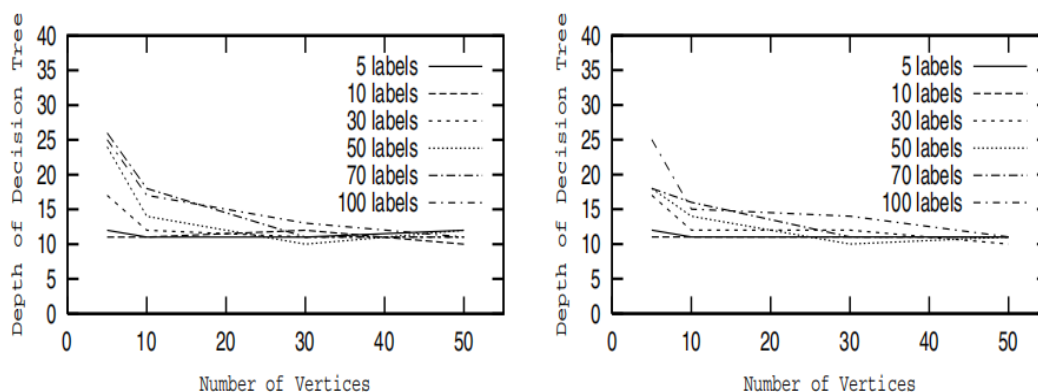 Depth of Decision Tree
40
35
30
25
20
15
10
5
0
5 labels
10 labels
30 labels
50 labels
70 labels
100 labels
0 10 20 30 40 50
Number of Vertices
Depth of Decision Tree
40
35
30
25
20
15
10
5
0
5 labels
10 labels
30 labels
50 labels
70 labels
100 labels
0 10 20 30 40 50
Number of Vertices